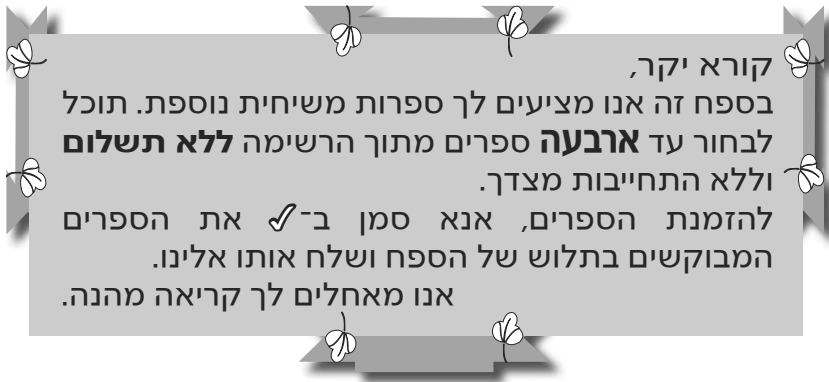 קורא יקר,
בספח זה אנו מציעים לך ספרות משיחית נוספת. תוכל
לבחור עד ארבעה ספרים מתוך הרשימה ללא תשלום
וללא התחייבות מצדך.
להזמנת הספרים, אנא סמן ב־✓ את הספרים
המבוקשים בתלוש של הספח ושלח אותו אלינו.
אנו מאחלים לך קריאה מהנה.